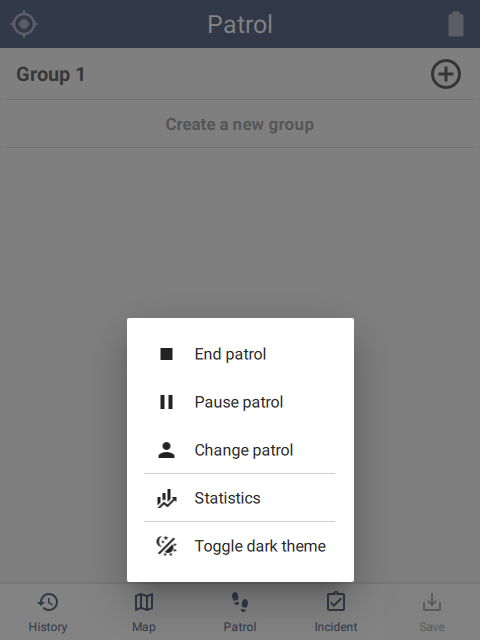 Patrol
Group 1
Create a new group
End patrol
Pause patrol
Change patrol
Statistics
Toggle dark theme
History
Map
Patrol
Incident
Save